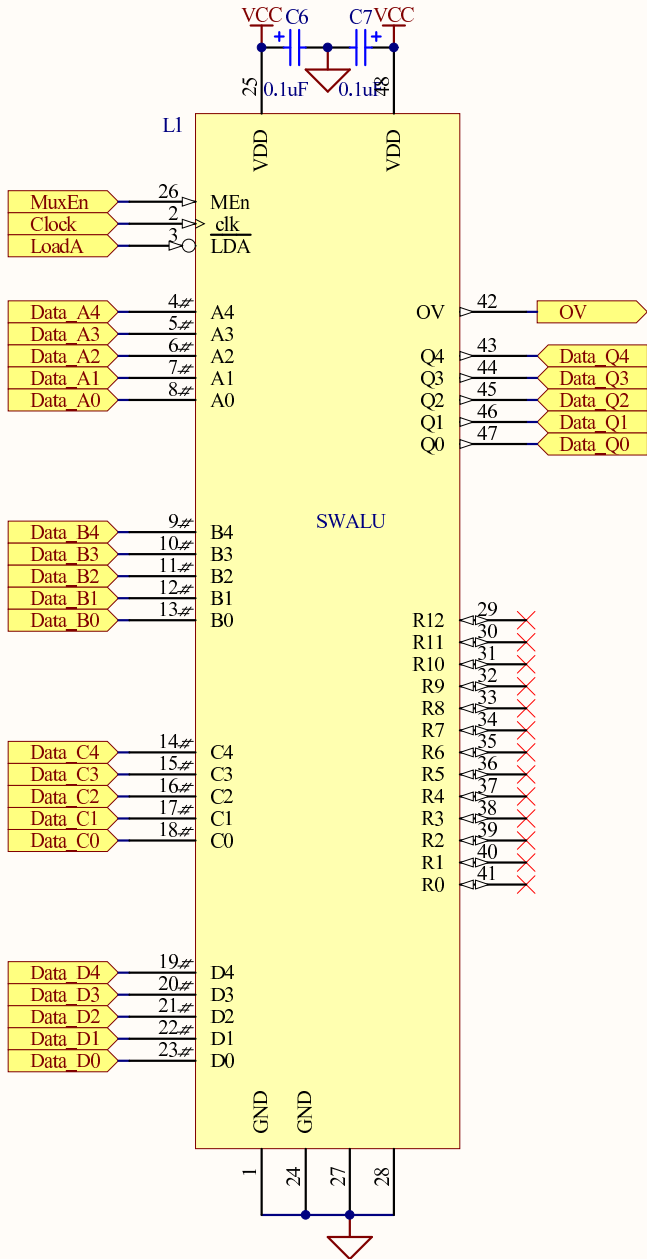 VCC C6 C7 VCC
25 0.1uF 0.1uF 48
L1
VDD VDD
MuxEn 26 MEn
Clock 2 clk
LoadA 3 LDA
Data_A4 4 A4 OV 42 OV
Data_A3 5 A3
Data_A2 6 A2 Q4 43 Data_Q4
Data_A1 7 A1 Q3 44 Data_Q3
Data_A0 8 A0 Q2 45 Data_Q2
Q1 46 Data_Q1
Q0 47 Data_Q0
SWALU
Data_B4 9 B4
Data_B3 10 B3
Data_B2 11 B2
Data_B1 12 B1
Data_B0 13 B0 R12 29
R11 30
R10 31
R9 32
R8 33
R7 34
Data_C4 14 C4 R6 35
Data_C3 15 C3 R5 36
Data_C2 16 C2 R4 37
Data_C1 17 C1 R3 38
Data_C0 18 C0 R2 39
R1 40
R0 41
Data_D4 19 D4
Data_D3 20 D3
Data_D2 21 D2
Data_D1 22 D1
Data_D0 23 D0
GND GND
1 24 27 28